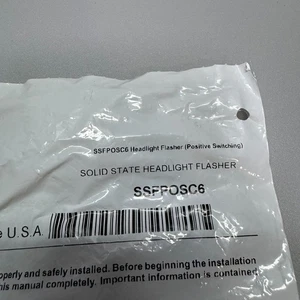 SSFPOSC6 Headlight Flasher (Positive Switching)
SOLID STATE HEADLIGHT FLASHER
SSFPOSC6
e U.S.A.
operly and safely installed. Before beginning the installation
this manual completely. Important information is contained